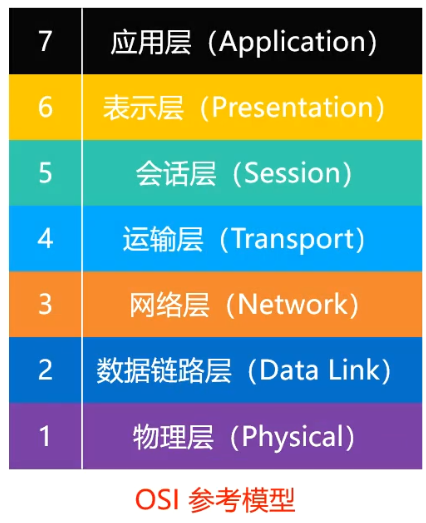 7 应用层（Application）
6 表示层（Presentation）
5 会话层（Session）
4 运输层（Transport）
3 网络层（Network）
2 数据链路层（Data Link）
1 物理层（Physical）
OSI 参考模型